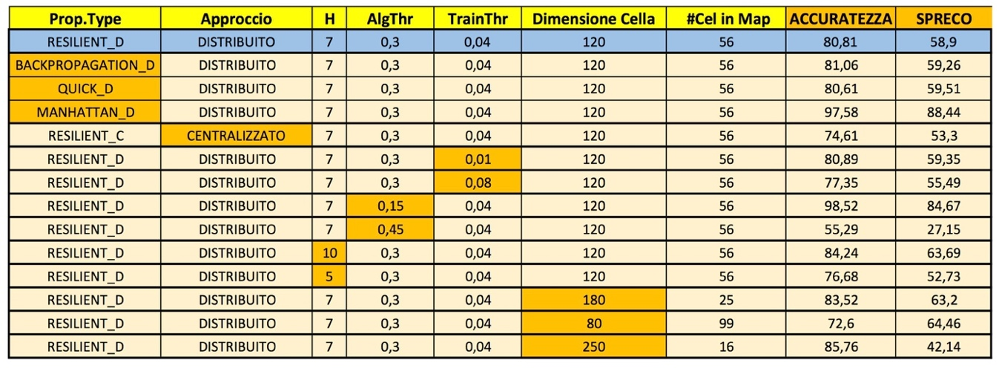 Prop.Type Approccio H AlgThr TrainThr Dimensione Cella #Cel in Map ACCURATEZZA SPRECO
RESILIENT_D DISTRIBUITO 7 0,3 0,04 120 56 80,81 58,9
BACKPROPAGATION_D DISTRIBUITO 7 0,3 0,04 120 56 81,06 59,26
QUICK_D DISTRIBUITO 7 0,3 0,04 120 56 80,61 59,51
MANHATTAN_D DISTRIBUITO 7 0,3 0,04 120 56 97,58 88,44
RESILIENT_C CENTRALIZZATO 7 0,3 0,04 120 56 74,61 53,3
RESILIENT_D DISTRIBUITO 7 0,3 0,01 120 56 80,89 59,35
RESILIENT_D DISTRIBUITO 7 0,3 0,08 120 56 77,35 55,49
RESILIENT_D DISTRIBUITO 7 0,15 0,04 120 56 98,52 84,67
RESILIENT_D DISTRIBUITO 7 0,45 0,04 120 56 55,29 27,15
RESILIENT_D DISTRIBUITO 10 0,3 0,04 120 56 84,24 63,69
RESILIENT_D DISTRIBUITO 5 0,3 0,04 120 56 76,68 52,73
RESILIENT_D DISTRIBUITO 7 0,3 0,04 180 25 83,52 63,2
RESILIENT_D DISTRIBUITO 7 0,3 0,04 80 99 72,6 64,46
RESILIENT_D DISTRIBUITO 7 0,3 0,04 250 16 85,76 42,14